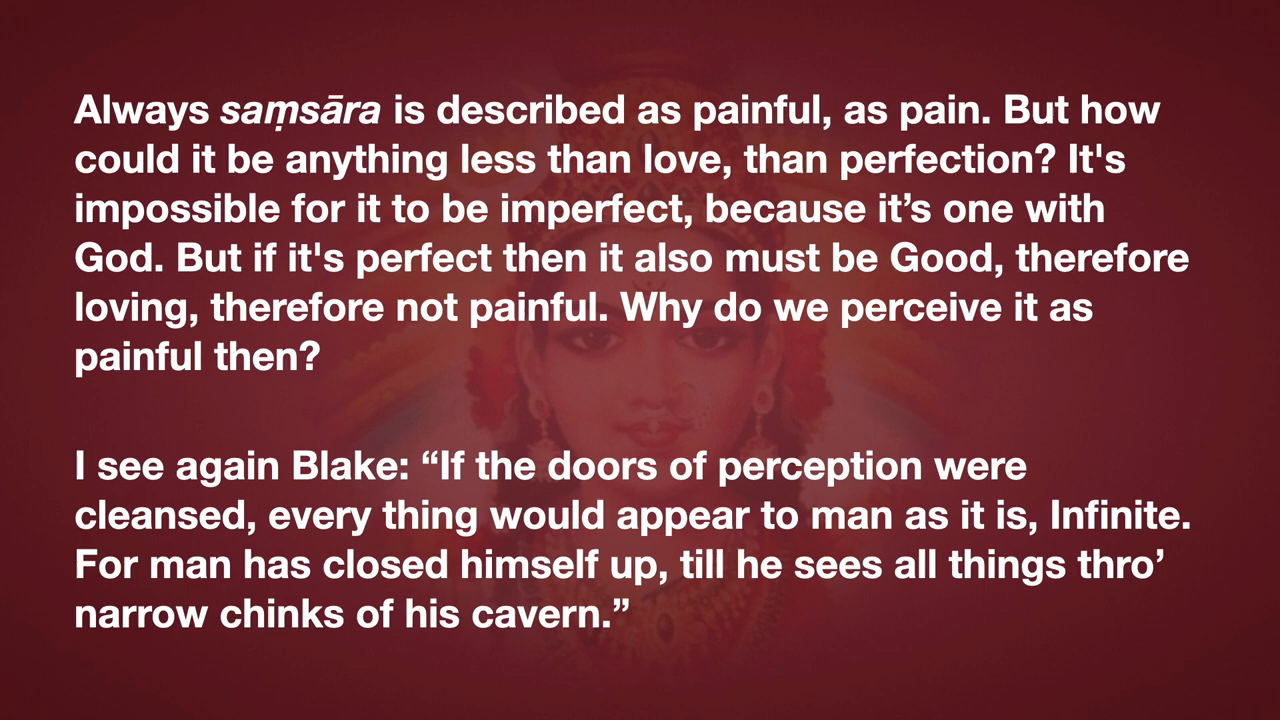 Always saṃsāra is described as painful, as pain. But how
could it be anything less than love, than perfection? It's
impossible for it to be imperfect, because it’s one with
God. But if it's perfect then it also must be Good, therefore
loving, therefore not painful. Why do we perceive it as
painful then?
I see again Blake: “If the doors of perception were
cleansed, every thing would appear to man as it is, Infinite.
For man has closed himself up, till he sees all things thro’
narrow chinks of his cavern.”